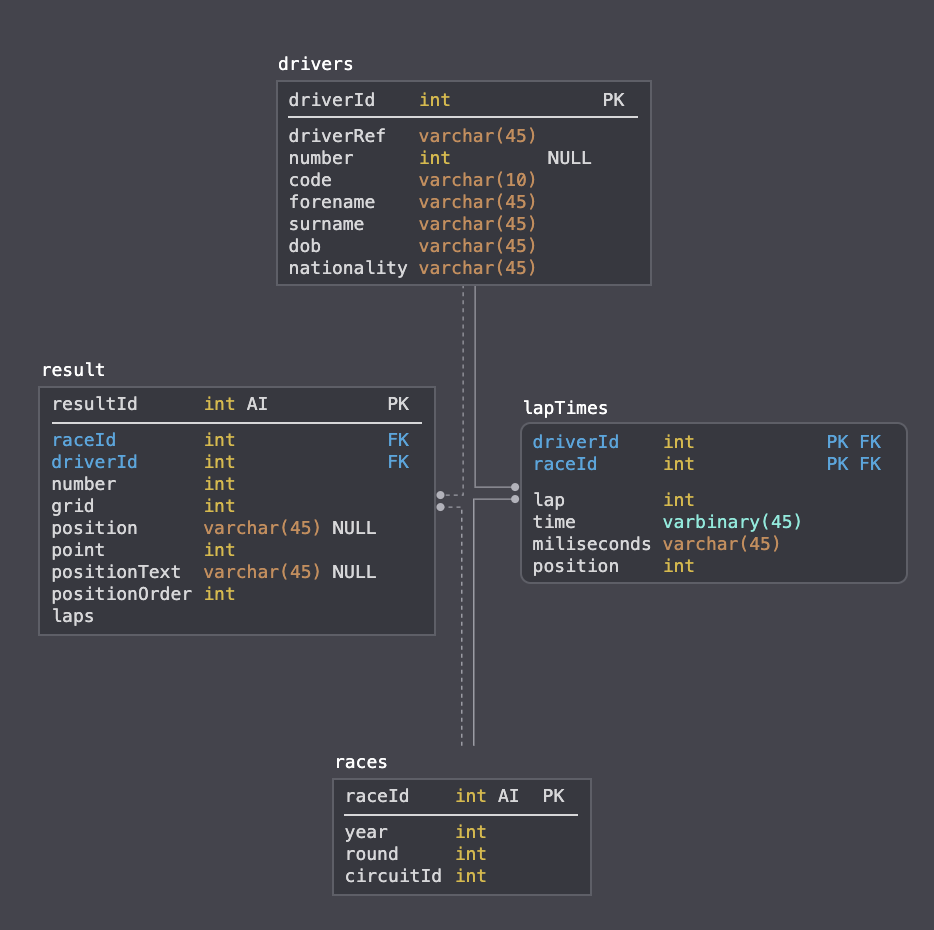 drivers
driverId int PK
driverRef varchar(45)
number int NULL
code varchar(10)
forename varchar(45)
surname varchar(45)
dob varchar(45)
nationality varchar(45)
result
resultId int AI PK
raceId int FK
driverId int FK
number int
grid int
position varchar(45) NULL
point int
positionText varchar(45) NULL
positionOrder int
laps
lapTimes
driverId int PK FK
raceId int PK FK
lap int
time varbinary(45)
miliseconds varchar(45)
position int
races
raceId int AI PK
year int
round int
circuitId int